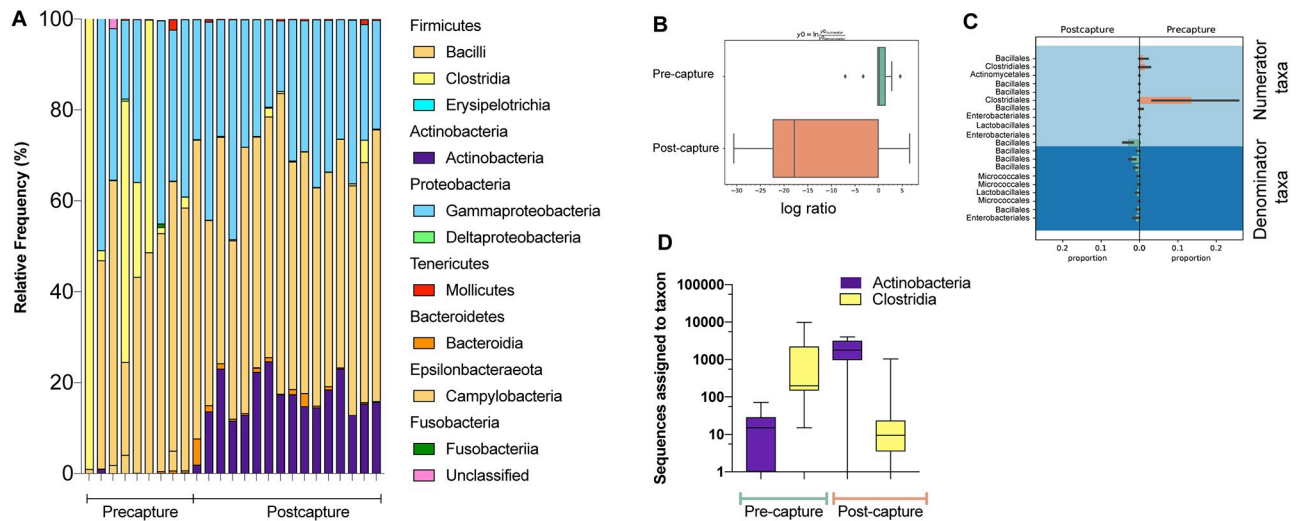 A
100
80
60
40
20
0
Relative Frequency (%)
Precapture
Postcapture
Firmicutes
Bacilli
Clostridia
Erysipelotrichia
Actinobacteria
Actinobacteria
Proteobacteria
Gammaproteobacteria
Deltaproteobacteria
Tenericutes
Mollicutes
Bacteroidetes
Bacteroidia
Epsilonbacteraeota
Campylobacteria
Fusobacteria
Fusobacteriia
Unclassified
B
Pre-capture
Post-capture
−30 −25 −20 −15 −10 −5 0 5
log ratio
C
Postcapture Precapture
Bacillales
Clostridiales
Actinomycetales
Bacillales
Bacillales
Clostridiales
Bacillales
Enterobacteriales
Lactobacillales
Enterobacteriales
Bacillales
Bacillales
Bacillales
Bacillales
Micrococcales
Micrococcales
Lactobacillales
Micrococcales
Bacillales
Enterobacteriales
Numerator taxa
Denominator taxa
0.2 0.1 0.0 0.1 0.2
proportion proportion
D
Actinobacteria
Clostridia
100000
10000
1000
100
10
1
Sequences assigned to taxon
Pre-capture
Post-capture